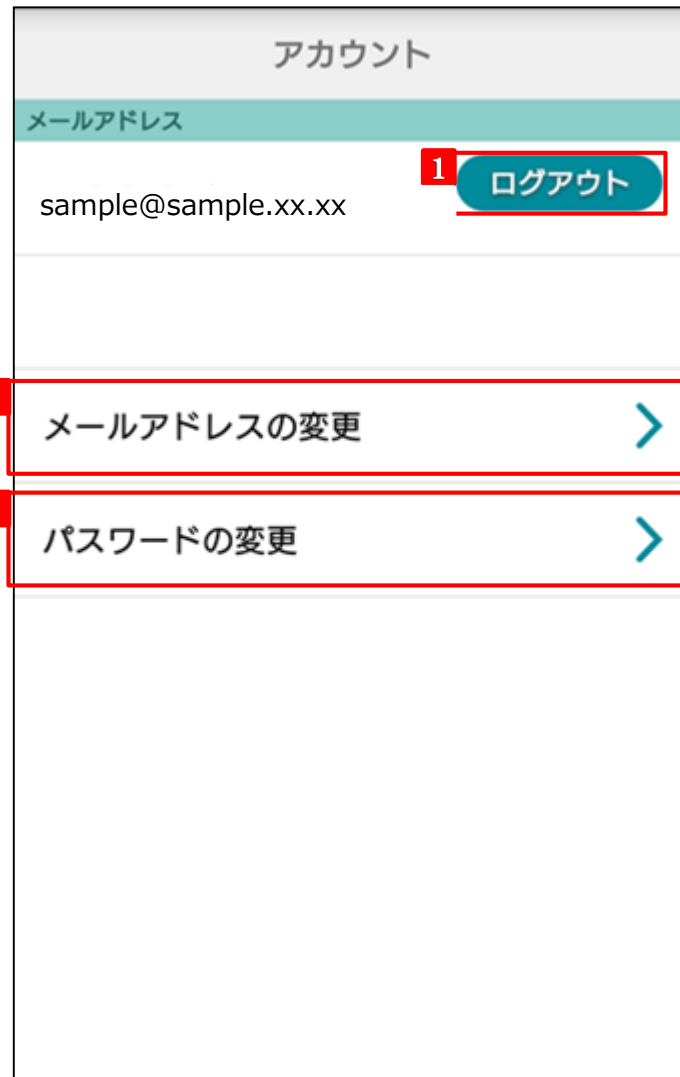 アカウント
メールアドレス
1
ログアウト
sample@sample.xx.xx
メールアドレスの変更
パスワードの変更